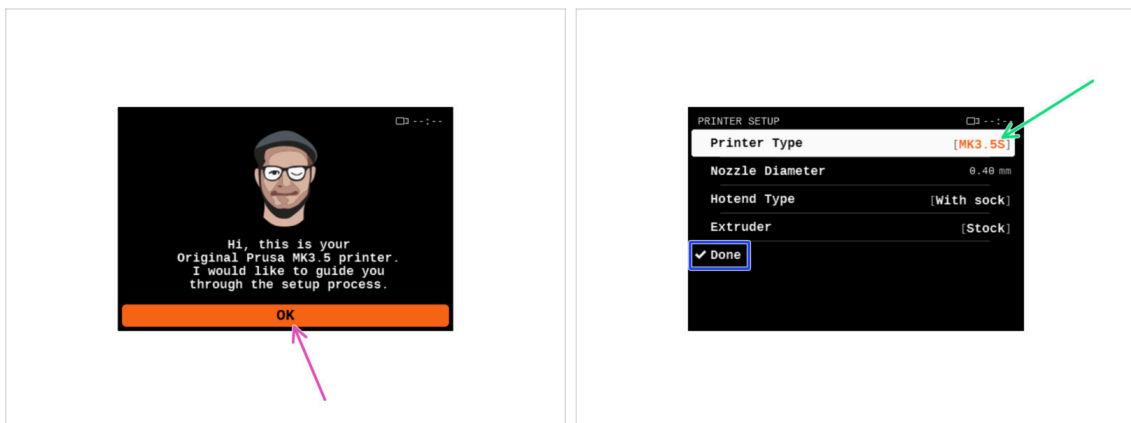 --:--
Hi, this is your
Original Prusa MK3.5 printer.
I would like to guide you
through the setup process.
OK
PRINTER SETUP --:--
Printer Type [MK3.5S]
Nozzle Diameter 0.40 mm
Hotend Type [With sock]
Extruder [Stock]
Done